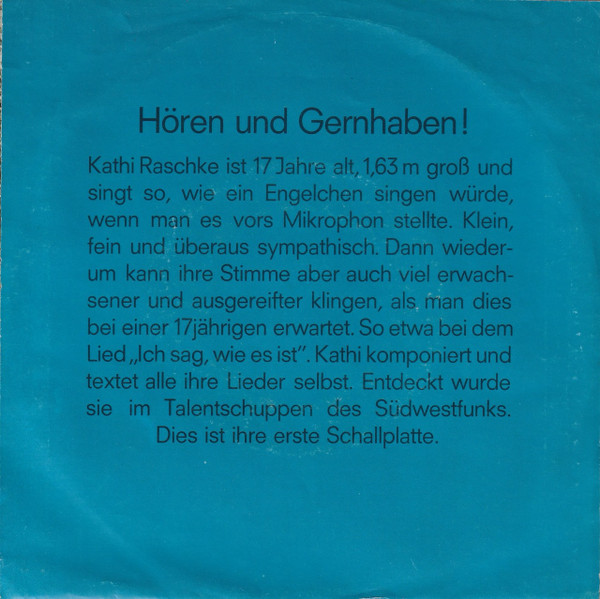 Hören und Gernhaben!
Kathi Raschke ist 17 Jahre alt, 1,63 m groß und
singt so, wie ein Engelchen singen würde,
wenn man es vors Mikrophon stellte. Klein,
fein und überaus sympathisch. Dann wieder-
um kann ihre Stimme aber auch viel erwach-
sener und ausgereifter klingen, als man dies
bei einer 17jährigen erwartet. So etwa bei dem
Lied „Ich sag, wie es ist”. Kathi komponiert und
textet alle ihre Lieder selbst. Entdeckt wurde
sie im Talentschuppen des Südwestfunks.
Dies ist ihre erste Schallplatte.